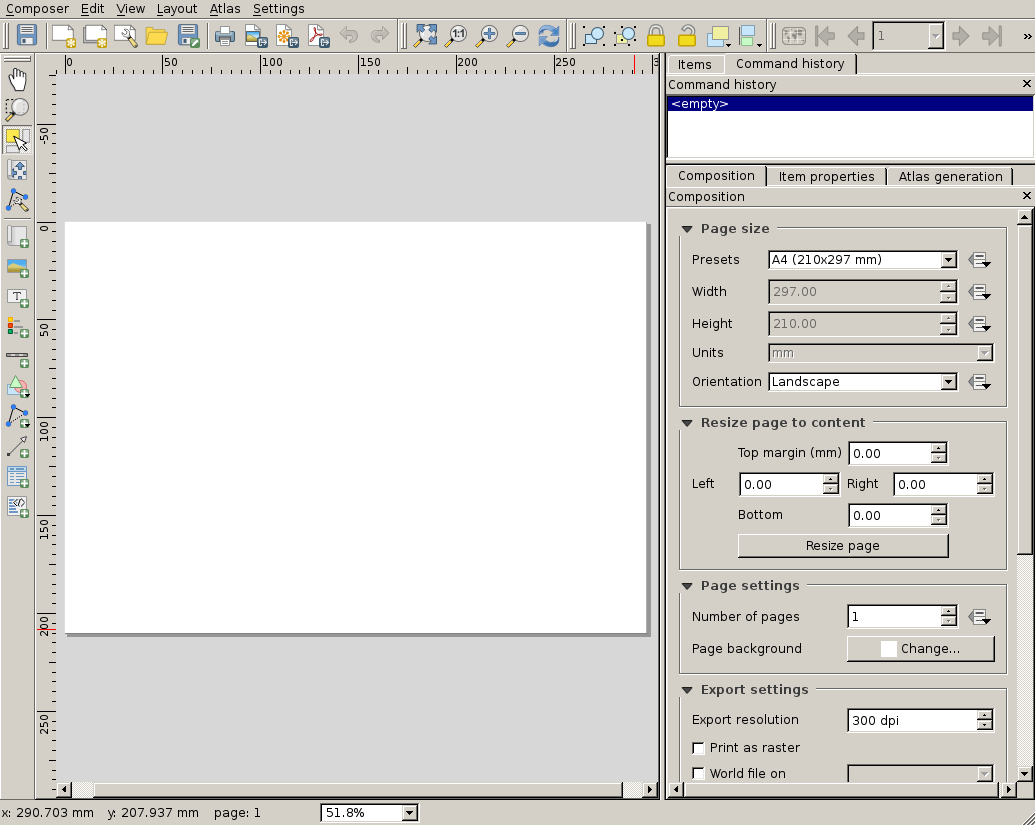 Composer Edit View Layout Atlas Settings
1:1 1 »
0 50 100 150 200 250 3
-50
0
50
100
150
200
250
Items Command history
Command history
<empty>
Composition Item properties Atlas generation
Composition
Page size
Presets A4 (210x297 mm)
Width 297.00
Height 210.00
Units mm
Orientation Landscape
Resize page to content
Top margin (mm) 0.00
Left 0.00 Right 0.00
Bottom 0.00
Resize page
Page settings
Number of pages 1
Page background Change...
Export settings
Export resolution 300 dpi
Print as raster
World file on
x: 290.703 mm y: 207.937 mm page: 1 51.8%